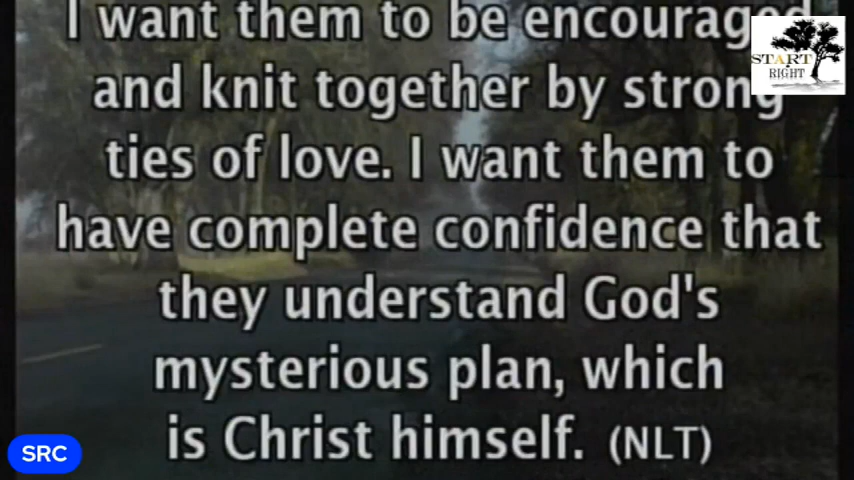 I want them to be encouraged
and knit together by strong
ties of love. I want them to
have complete confidence that
they understand God's
mysterious plan, which
is Christ himself. (NLT)
START
RIGHT
SRC